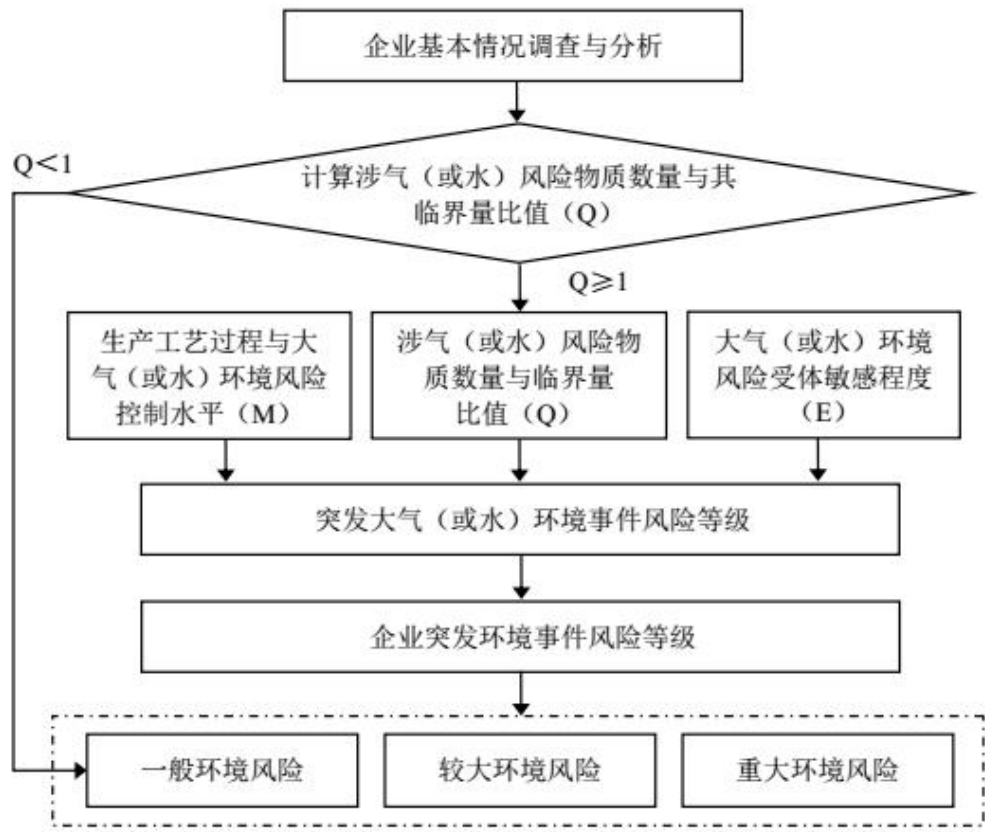 企业基本情况调查与分析
Q＜1
计算涉气（或水）风险物质数量与其
临界量比值（Q）
Q≥1
生产工艺过程与大
气（或水）环境风险
控制水平（M）
涉气（或水）风险物
质数量与临界量
比值（Q）
大气（或水）环境
风险受体敏感程度
（E）
突发大气（或水）环境事件风险等级
企业突发环境事件风险等级
一般环境风险
较大环境风险
重大环境风险